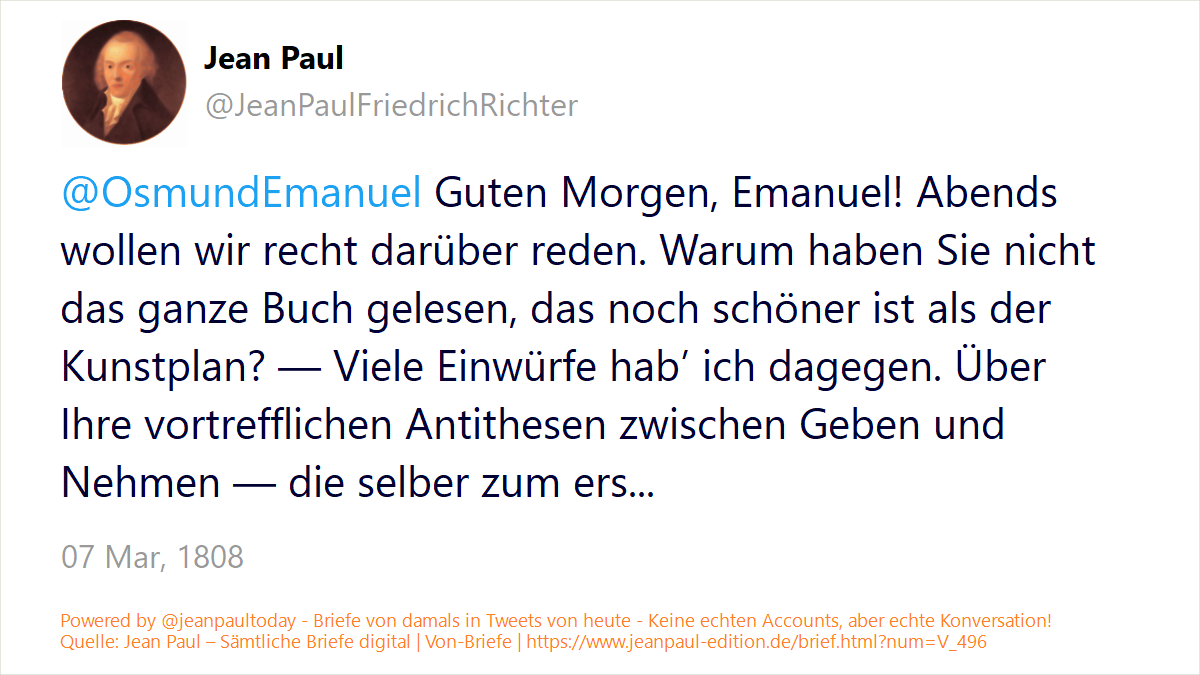 Jean Paul
@JeanPaulFriedrichRichter
@OsmundEmanuel Guten Morgen, Emanuel! Abends
wollen wir recht darüber reden. Warum haben Sie nicht
das ganze Buch gelesen, das noch schöner ist als der
Kunstplan? — Viele Einwürfe hab’ ich dagegen. Über
Ihre vortrefflichen Antithesen zwischen Geben und
Nehmen — die selber zum ers...
07 Mar, 1808
Powered by @jeanpaultoday - Briefe von damals in Tweets von heute - Keine echten Accounts, aber echte Konversation!
Quelle: Jean Paul – Sämtliche Briefe digital | Von-Briefe | https://www.jeanpaul-edition.de/brief.html?num=V_496